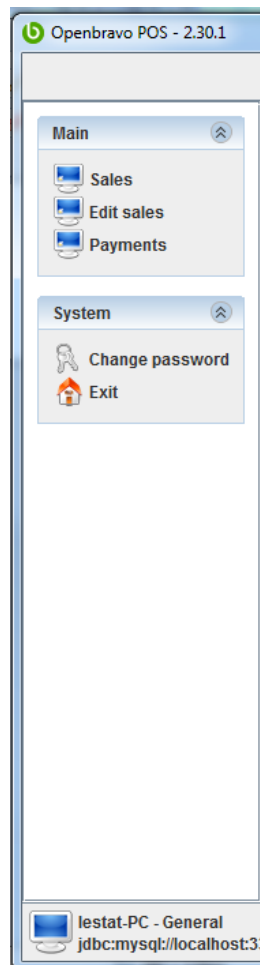 Openbravo POS - 2.30.1
Main
Sales
Edit sales
Payments
System
Change password
Exit
lestat-PC - General
jdbc:mysql://localhost:3